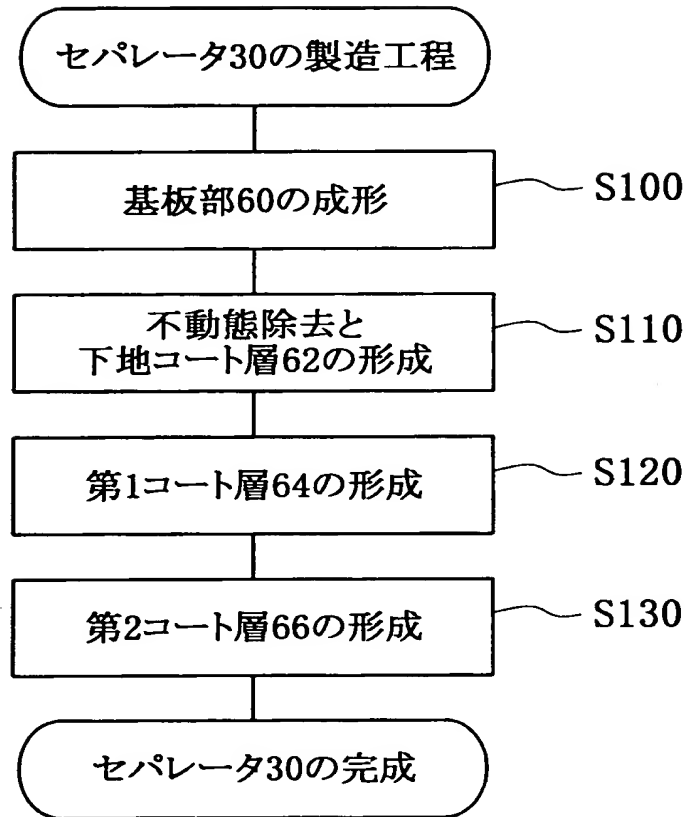 セパレータ30の製造工程
基板部60の成形
S100
不動態除去と
下地コート層62の形成
S110
第1コート層64の形成
S120
第2コート層66の形成
S130
セパレータ30の完成